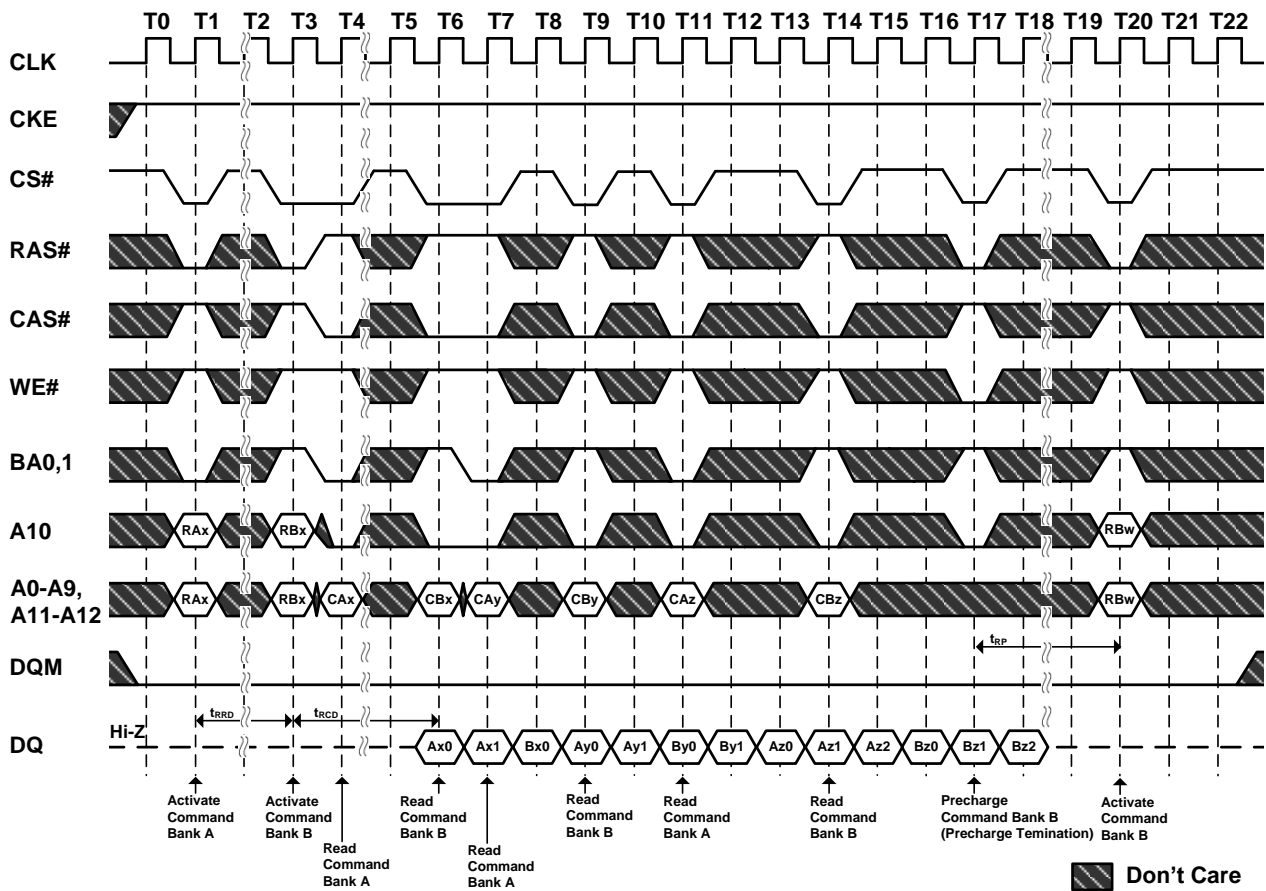 T0 T1 T2 T3 T4 T5 T6 T7 T8 T9 T10 T11 T12 T13 T14 T15 T16 T17 T18 T19 T20 T21 T22
CLK
CKE
CS#
RAS#
CAS#
WE#
BA0,1
A10
RAx RBx RBw
A0-A9,
A11-A12
RAx RBx CAx CBx CAy CBy CAz CBz RBw
tRP
DQM
tRRD tRCD
Hi-Z
DQ
Ax0 Ax1 Bx0 Ay0 Ay1 By0 By1 Az0 Az1 Az2 Bz0 Bz1 Bz2
Activate
Command
Bank A
Activate
Command
Bank B
Read
Command
Bank A
Read
Command
Bank B
Read
Command
Bank A
Read
Command
Bank B
Read
Command
Bank A
Read
Command
Bank B
Precharge
Command Bank B
(Precharge Temination)
Activate
Command
Bank B
Don't Care